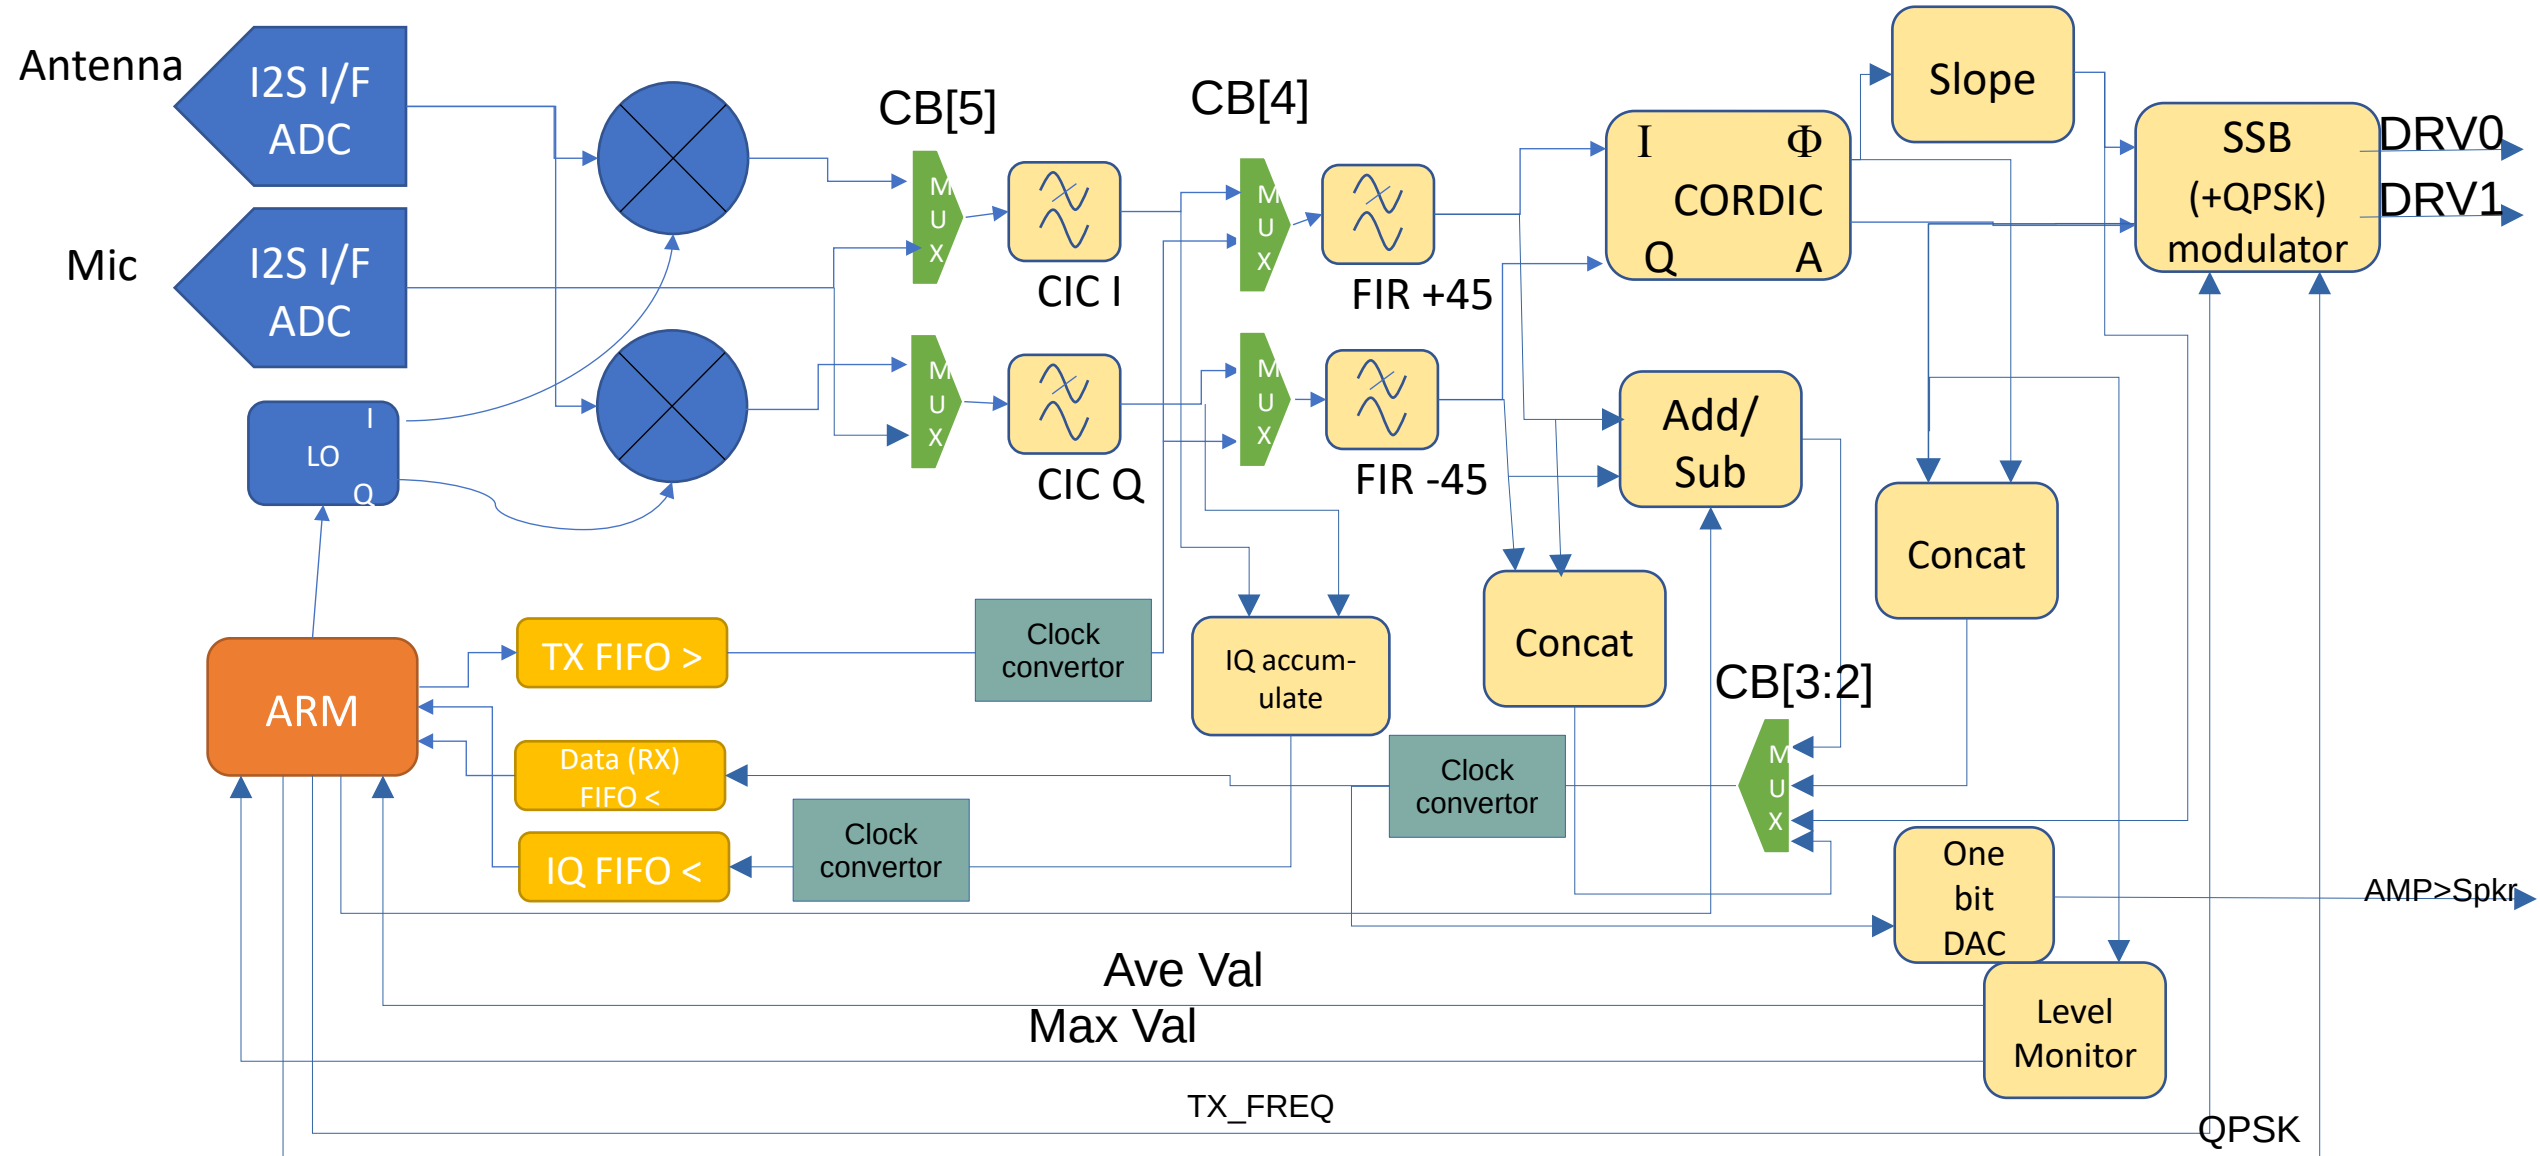 Antenna
I2S I/F
ADC
Mic
I2S I/F
ADC
I
LO
Q
CB[5]
M
U
X
CIC I
M
U
X
CIC Q
CB[4]
M
U
X
FIR +45
M
U
X
FIR -45
I
Φ
CORDIC
Q
A
Slope
SSB
(+QPSK)
modulator
DRV0
DRV1
Add/
Sub
Concat
Concat
ARM
TX FIFO >
Clock
convertor
IQ accum-
ulate
Data (RX)
FIFO <
IQ FIFO <
Clock
convertor
Clock
convertor
CB[3:2]
M
U
X
One
bit
DAC
AMP>Spkr
Level
Monitor
Ave Val
Max Val
TX_FREQ
QPSK